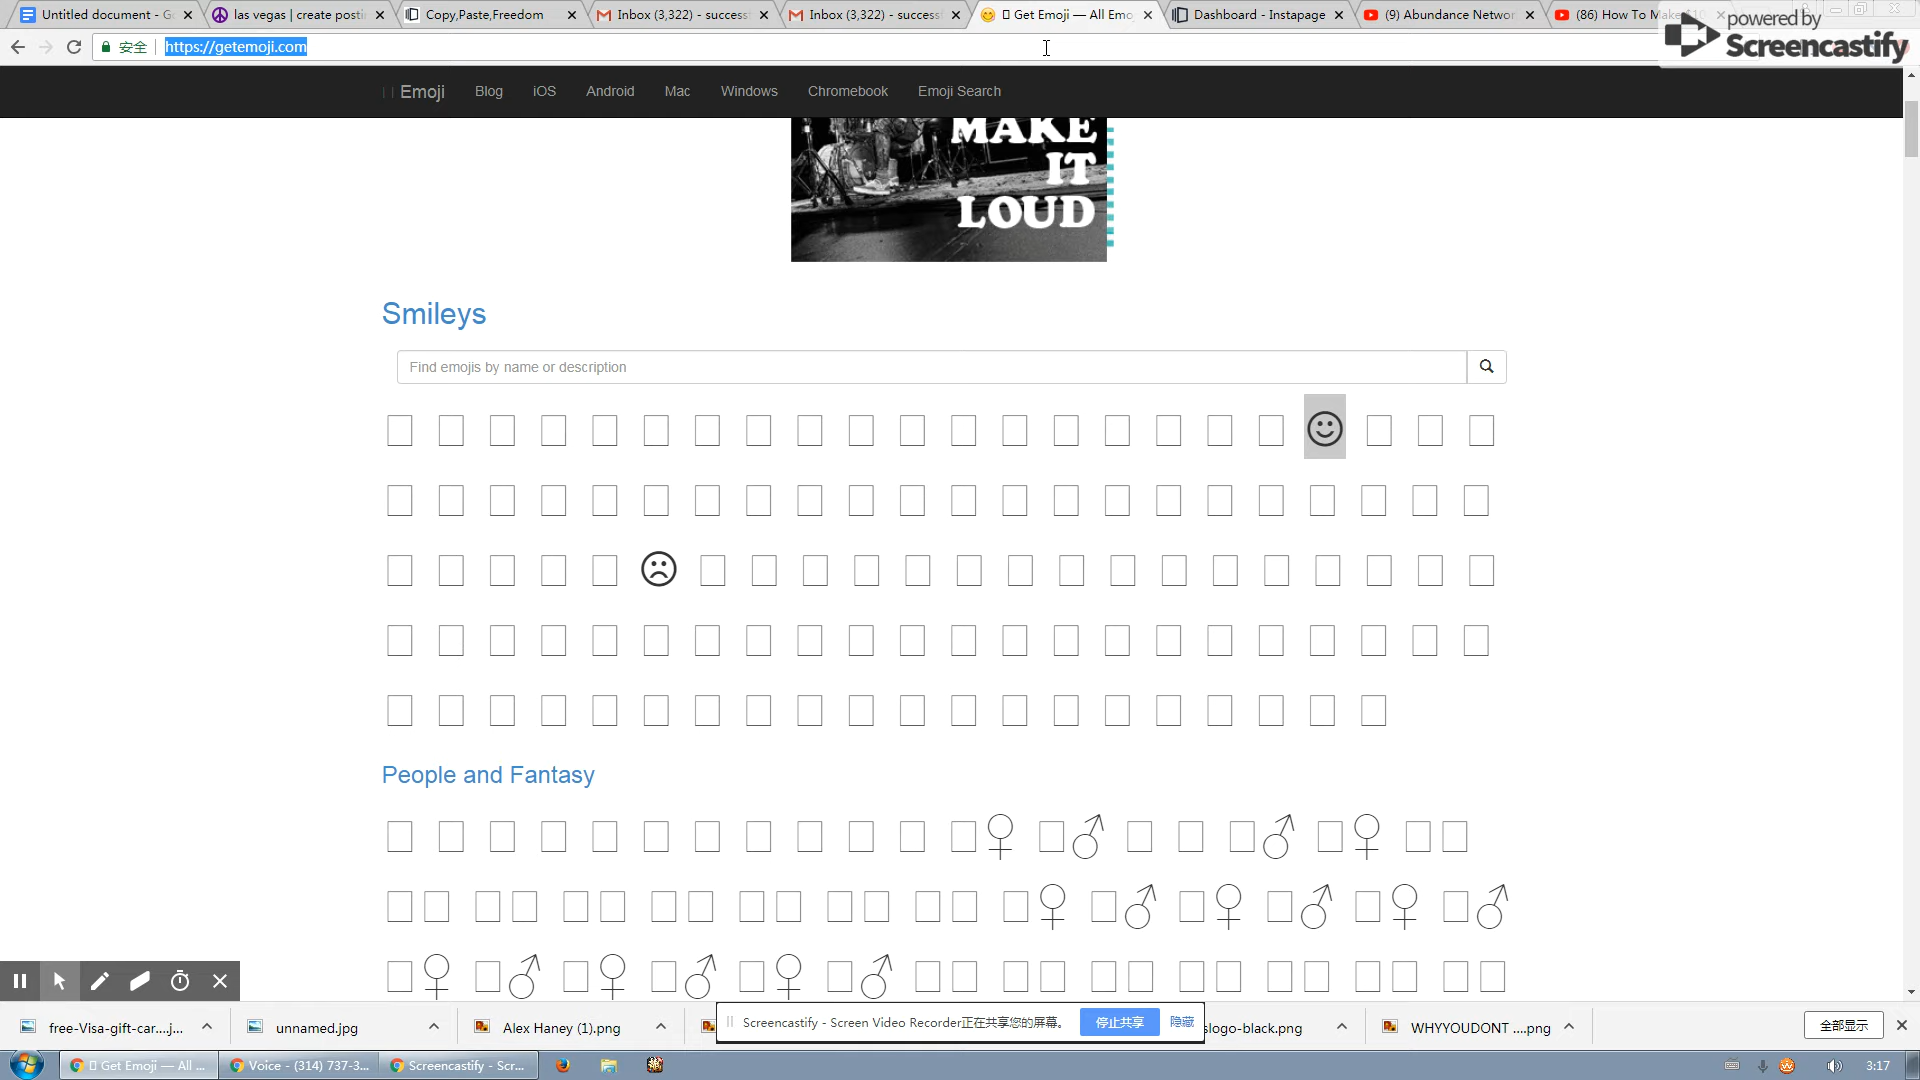 Untitled document - G
las vegas | create posti
Copy,Paste,Freedom
Inbox (3,322) - success
Inbox (3,322) - success
Get Emoji — All Emo
Dashboard - Instapage
(9) Abundance Networ
(86) How To Make
powered by
Screencastify
安全
https://getemoji.com
Emoji
Blog
iOS
Android
Mac
Windows
Chromebook
Emoji Search
MAKE
IT
LOUD
Smileys
Find emojis by name or description
People and Fantasy
free-Visa-gift-car....j...
unnamed.jpg
Alex Haney (1).png
Screencastify - Screen Video Recorder正在共享您的屏幕。
停止共享
隐藏
slogo-black.png
WHYYOUDONT ....png
全部显示
Get Emoji — All ...
Voice - (314) 737-3...
Screencastify - Scr...
3:17